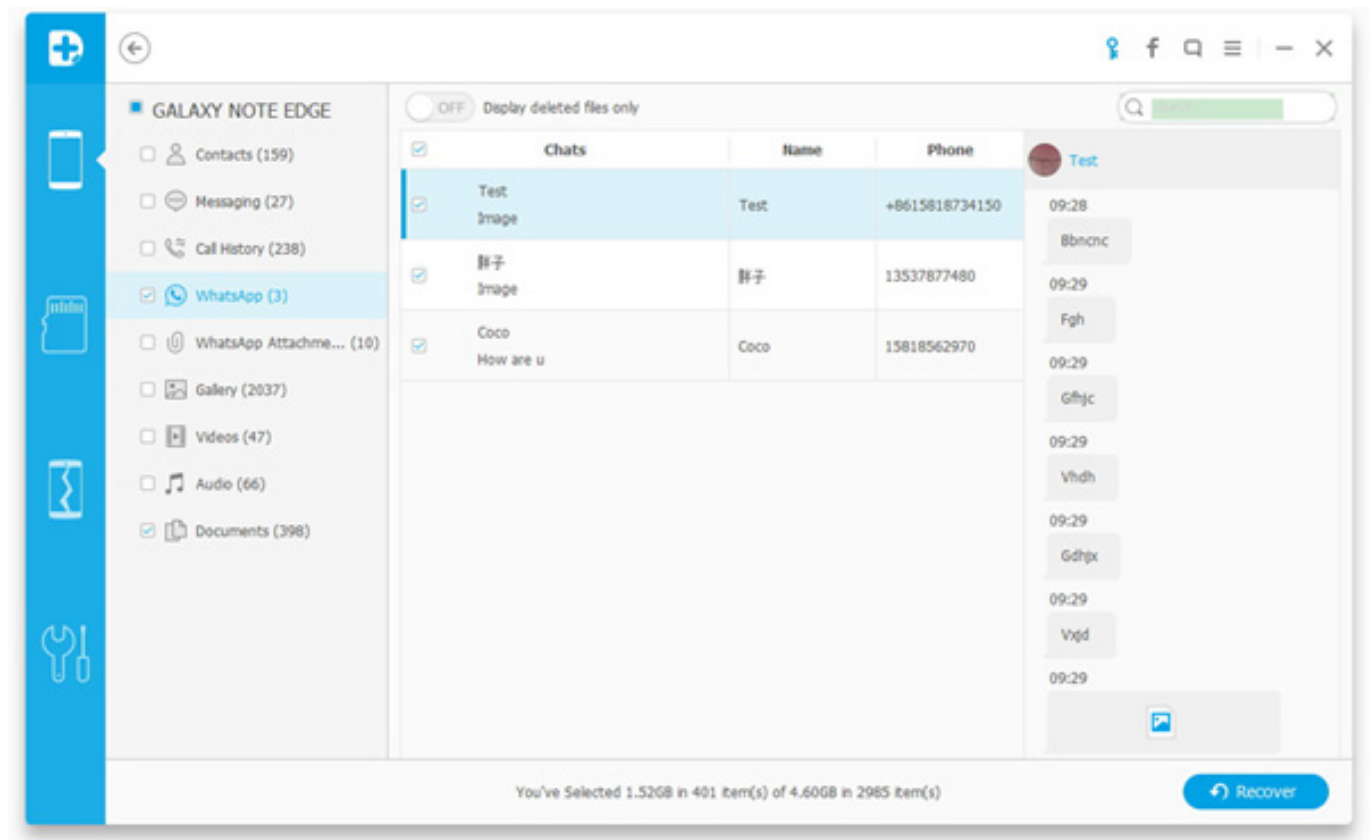 GALAXY NOTE EDGE
Contacts (159)
Messaging (27)
Call History (238)
WhatsApp (3)
WhatsApp Attachme... (10)
Gallery (2037)
Videos (47)
Audio (66)
Documents (398)
OFF Display deleted files only
Chats Name Phone
Test
Image
Test +8615818734150
胖子
Image
胖子 13537877480
Coco
How are u
Coco 15818562970
Test
09:28
Bbncnc
09:29
Fgh
09:29
Gfhjc
09:29
Vhdh
09:29
Gdhjx
09:29
Vxjd
09:29
You've Selected 1.52GB in 401 item(s) of 4.60GB in 2985 item(s)
Recover